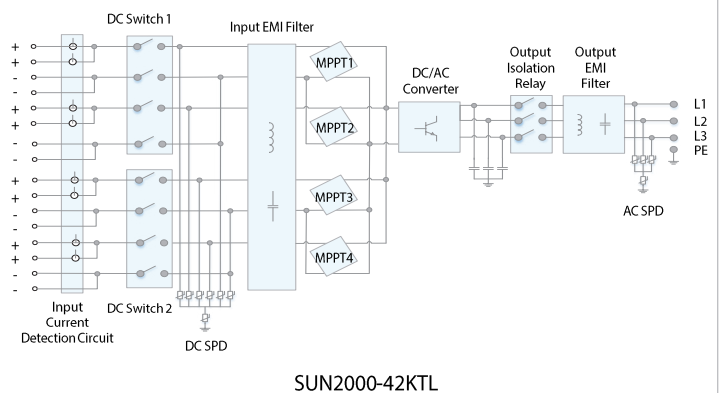 DC Switch 1
Input EMI Filter
+
+
-
-
+
+
-
-
+
+
-
-
+
+
-
-
MPPT1
MPPT2
MPPT3
MPPT4
DC/AC
Converter
Output
Isolation
Relay
Output
EMI
Filter
L1
L2
L3
PE
AC SPD
Input
Current
Detection Circuit
DC Switch 2
DC SPD
SUN2000-42KTL